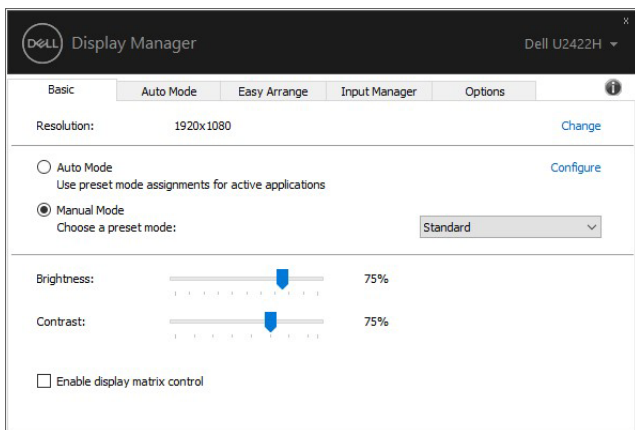 x
DELL Display Manager Dell U2422H
Basic Auto Mode Easy Arrange Input Manager Options
Resolution: 1920x1080 Change
Auto Mode Configure
Use preset mode assignments for active applications
Manual Mode
Choose a preset mode: Standard
Brightness: 75%
Contrast: 75%
Enable display matrix control